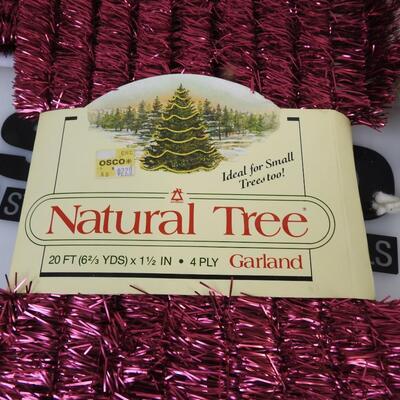 OSCO
Ideal for Small
Trees too!
Natural Tree®
20 FT (6⅔ YDS) x 1½ IN • 4 PLY Garland